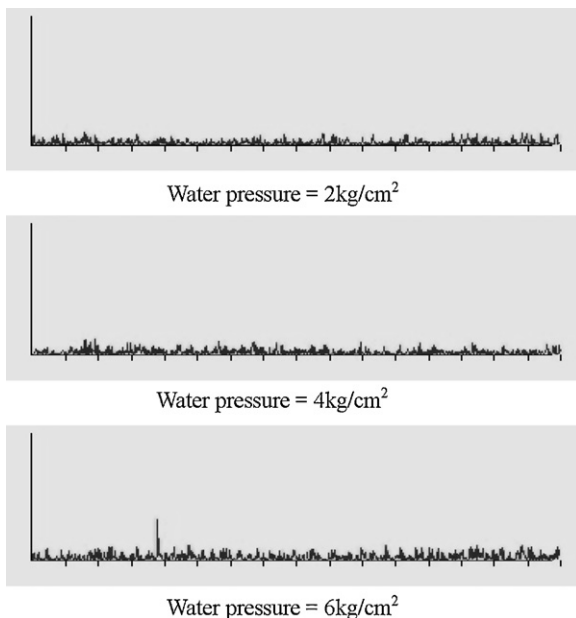 Water pressure = 2kg/cm²
Water pressure = 4kg/cm²
Water pressure = 6kg/cm²